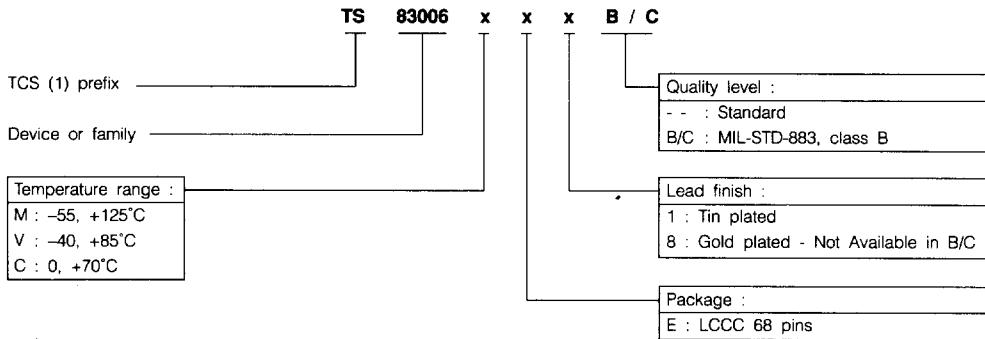 TS 83006 x x x B / C
TCS (1) prefix
Device or family
Temperature range :
M : –55, +125°C
V : –40, +85°C
C : 0, +70°C
Quality level :
- - : Standard
B/C : MIL-STD-883, class B
Lead finish :
1 : Tin plated
8 : Gold plated - Not Available in B/C
Package :
E : LCCC 68 pins